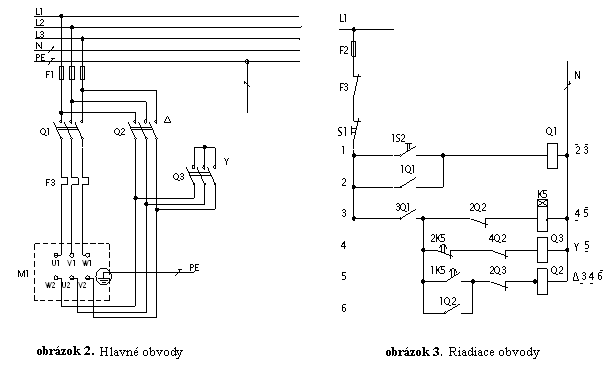 L1
L2
L3
N
PE
F1
Q1
Q2
Δ
Q3
Y
F3
M1
U1 V1 W1
W2 U2 V2
PE
obrázok 2. Hlavné obvody
L1
F2
N
F3
S1
Q1
1
1S2
2 3
2
1Q1
K5
3
3Q1
2Q2
4 5
4
2K5
4Q2
Q3
Y 5
5
1K5
2Q3
Q2
Δ 3 4 6
6
1Q2
obrázok 3. Riadiace obvody